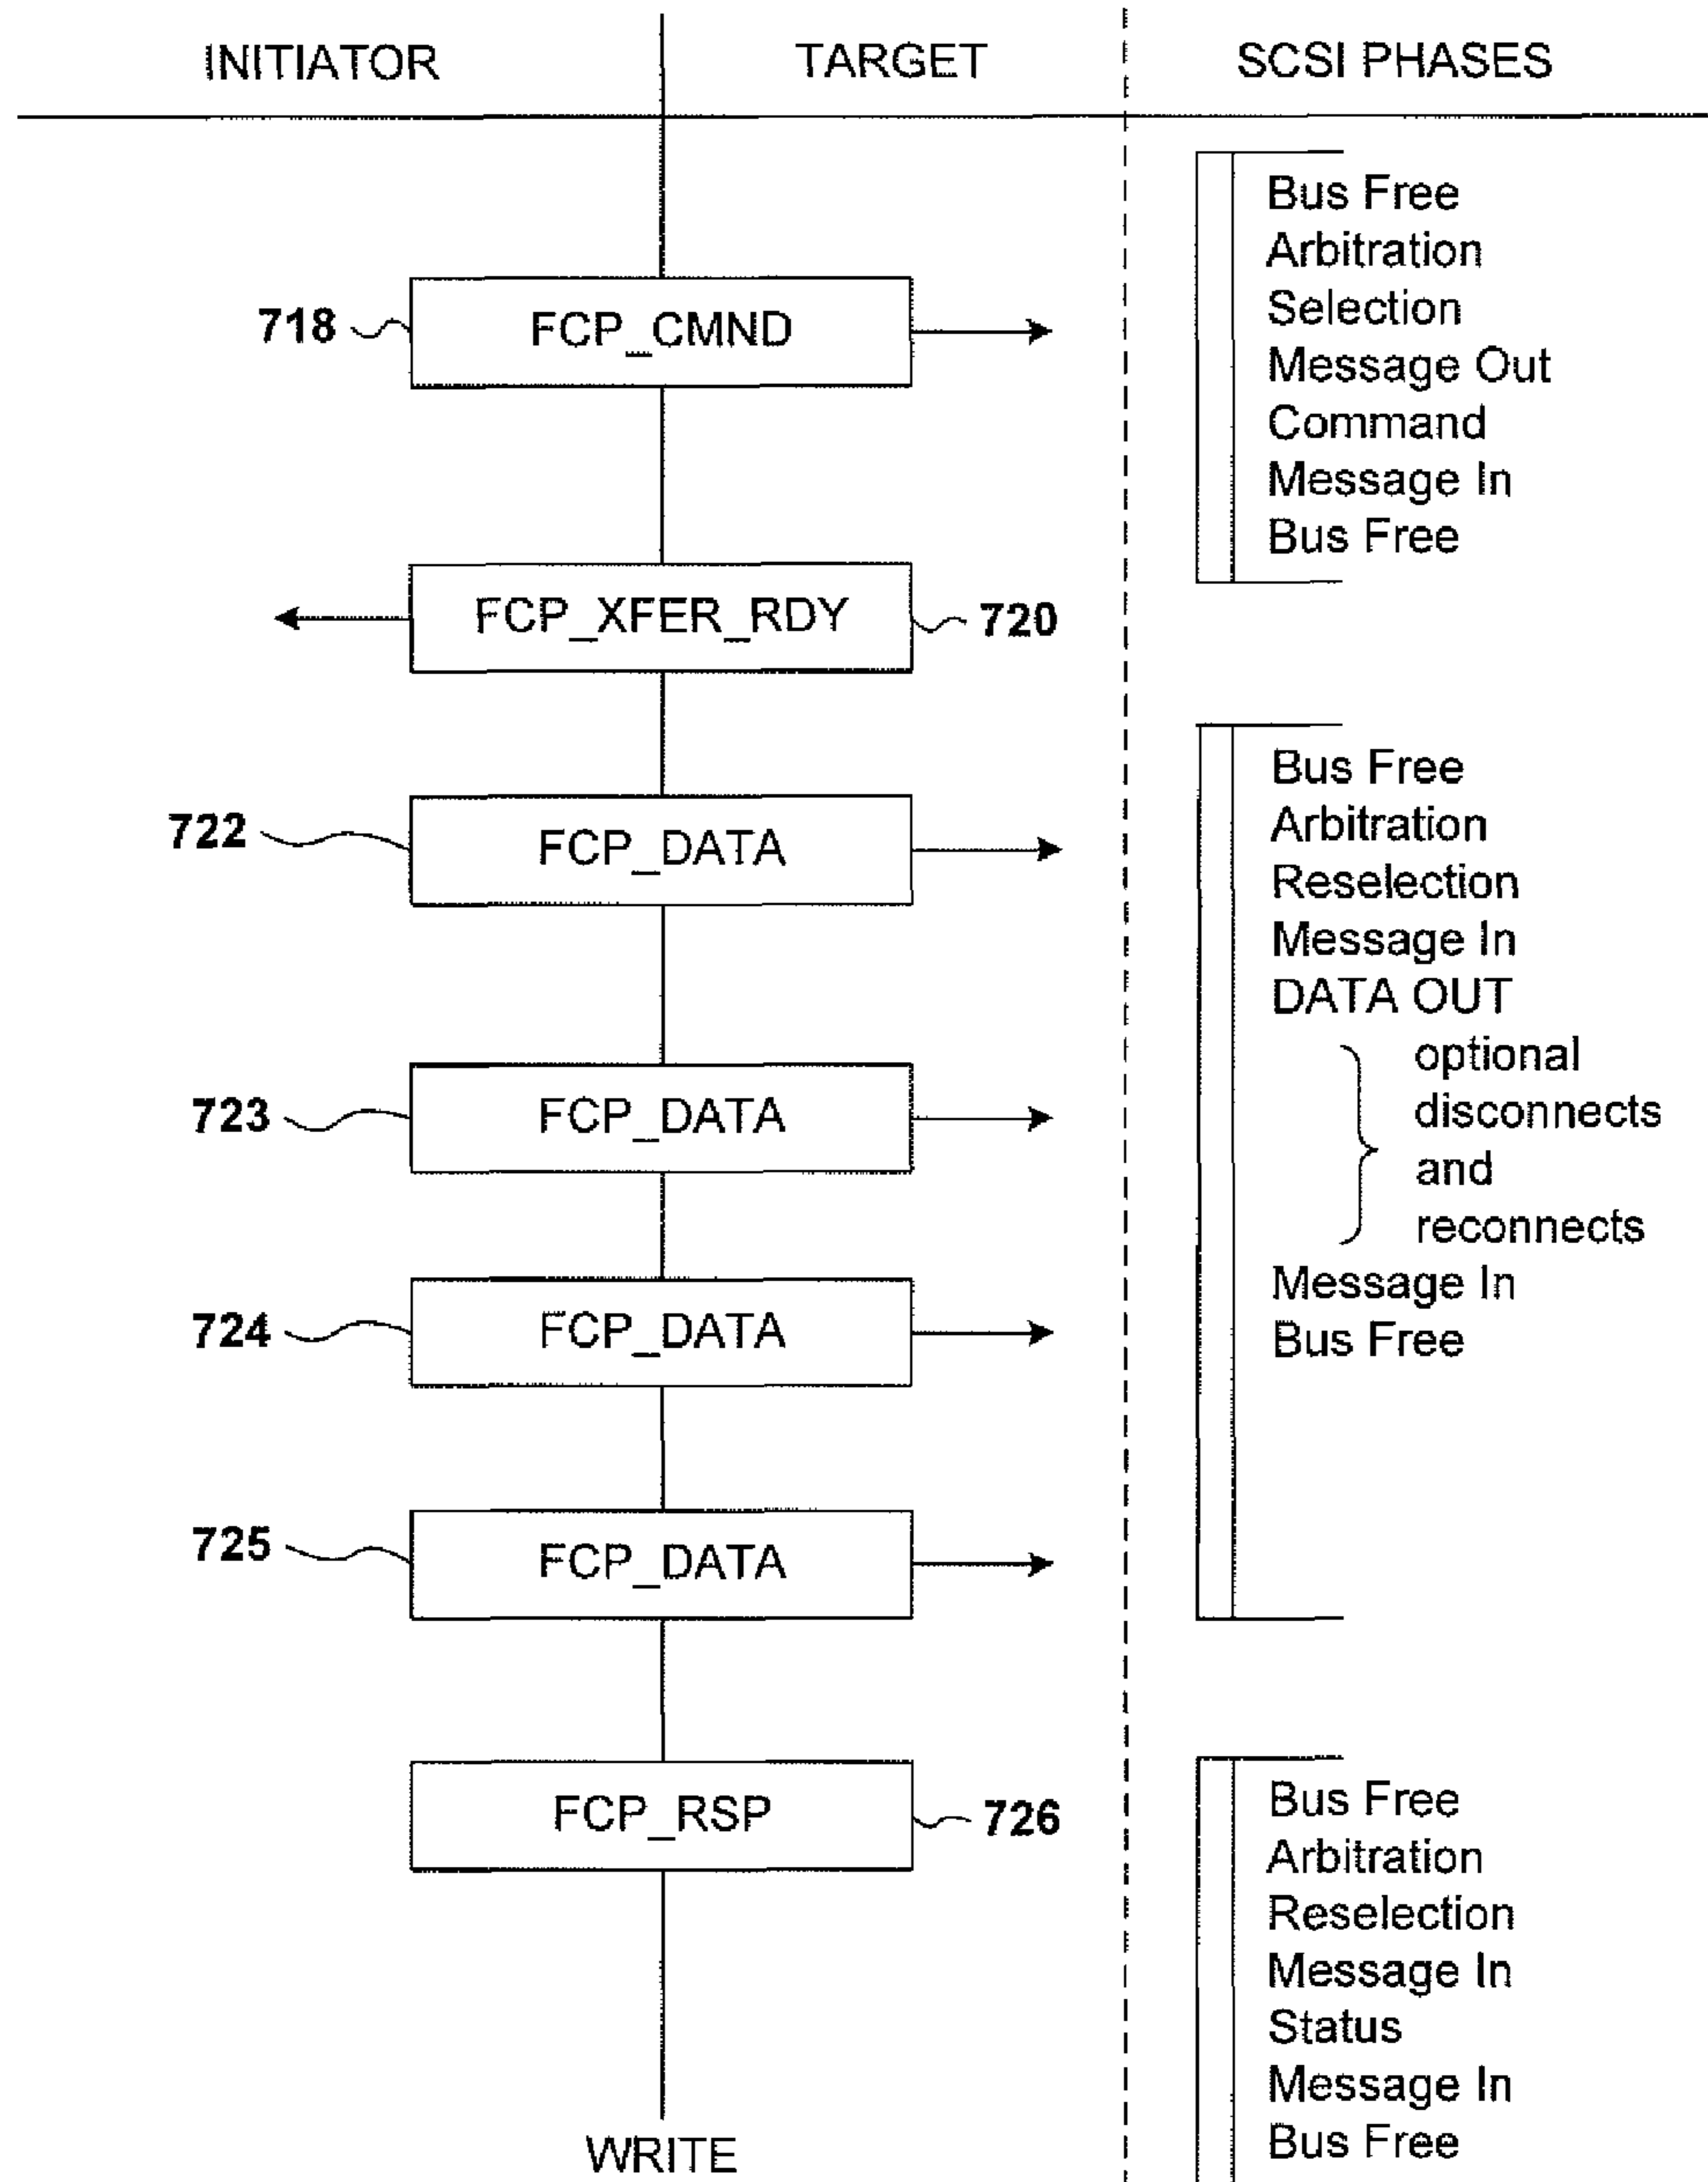 INITIATOR TARGET SCSI PHASES
Bus Free
Arbitration
Selection
Message Out
Command
Message In
Bus Free
718 FCP_CMND
FCP_XFER_RDY 720
722 FCP_DATA
723 FCP_DATA
724 FCP_DATA
725 FCP_DATA
Bus Free
Arbitration
Reselection
Message In
DATA OUT
optional
disconnects
and
reconnects
Message In
Bus Free
FCP_RSP 726
Bus Free
Arbitration
Reselection
Message In
Status
Message In
Bus Free
WRITE